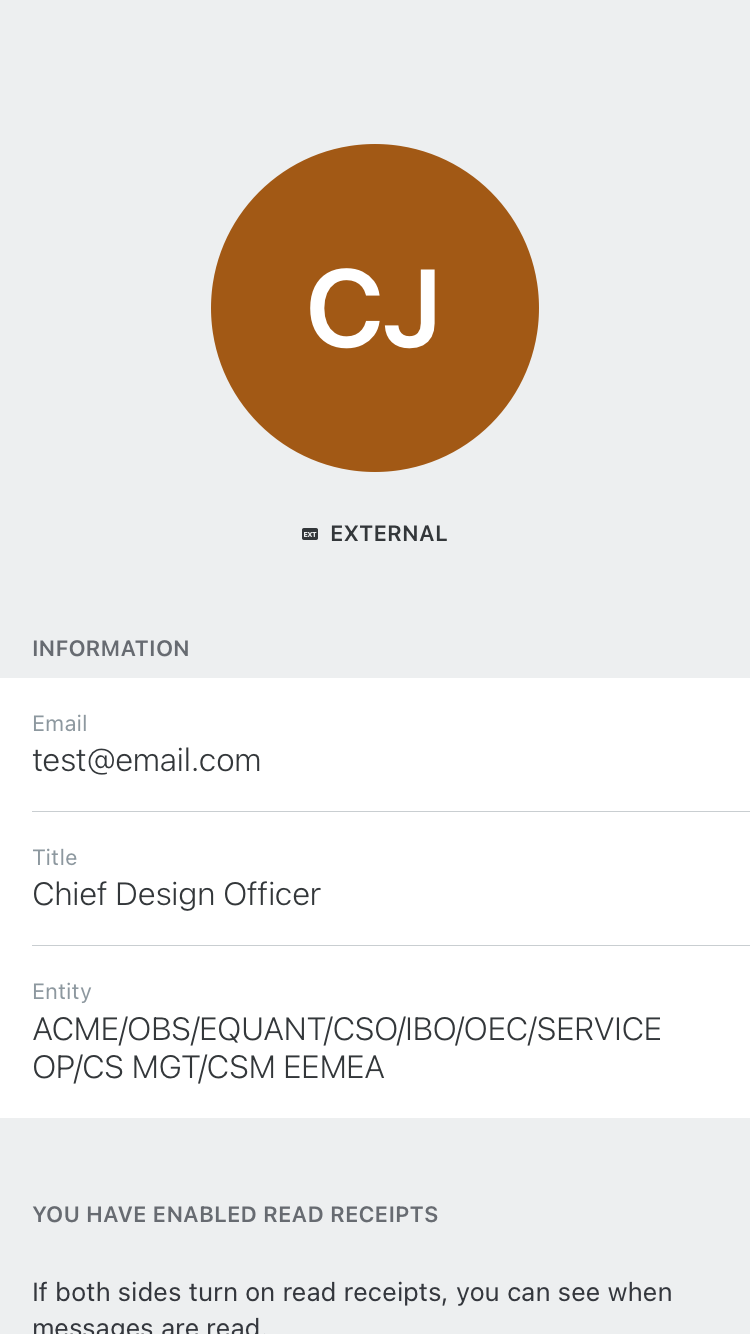 CJ
EXT EXTERNAL
INFORMATION
Email
test@email.com
Title
Chief Design Officer
Entity
ACME/OBS/EQUANT/CSO/IBO/OEC/SERVICE
OP/CS MGT/CSM EEMEA
YOU HAVE ENABLED READ RECEIPTS
If both sides turn on read receipts, you can see when
messages are read.